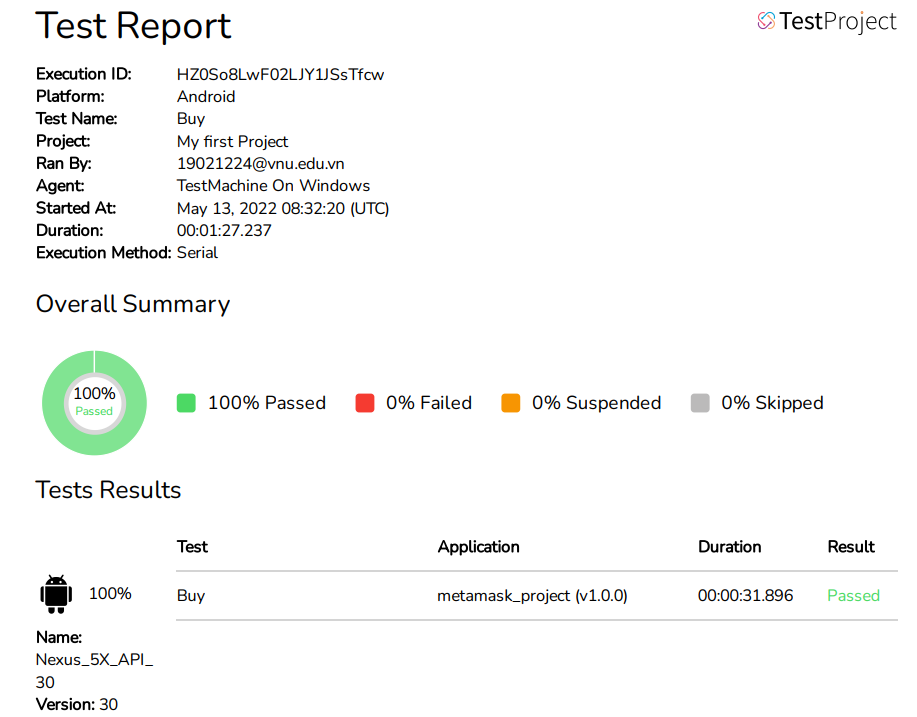 Test Report
TestProject
Execution ID: HZ0So8LwF02LJY1JSsTfcw
Platform: Android
Test Name: Buy
Project: My first Project
Ran By: 19021224@vnu.edu.vn
Agent: TestMachine On Windows
Started At: May 13, 2022 08:32:20 (UTC)
Duration: 00:01:27.237
Execution Method: Serial
Overall Summary
100%
Passed
100% Passed 0% Failed 0% Suspended 0% Skipped
Tests Results
Test Application Duration Result
100% Buy metamask_project (v1.0.0) 00:00:31.896 Passed
Name:
Nexus_5X_API_
30
Version: 30